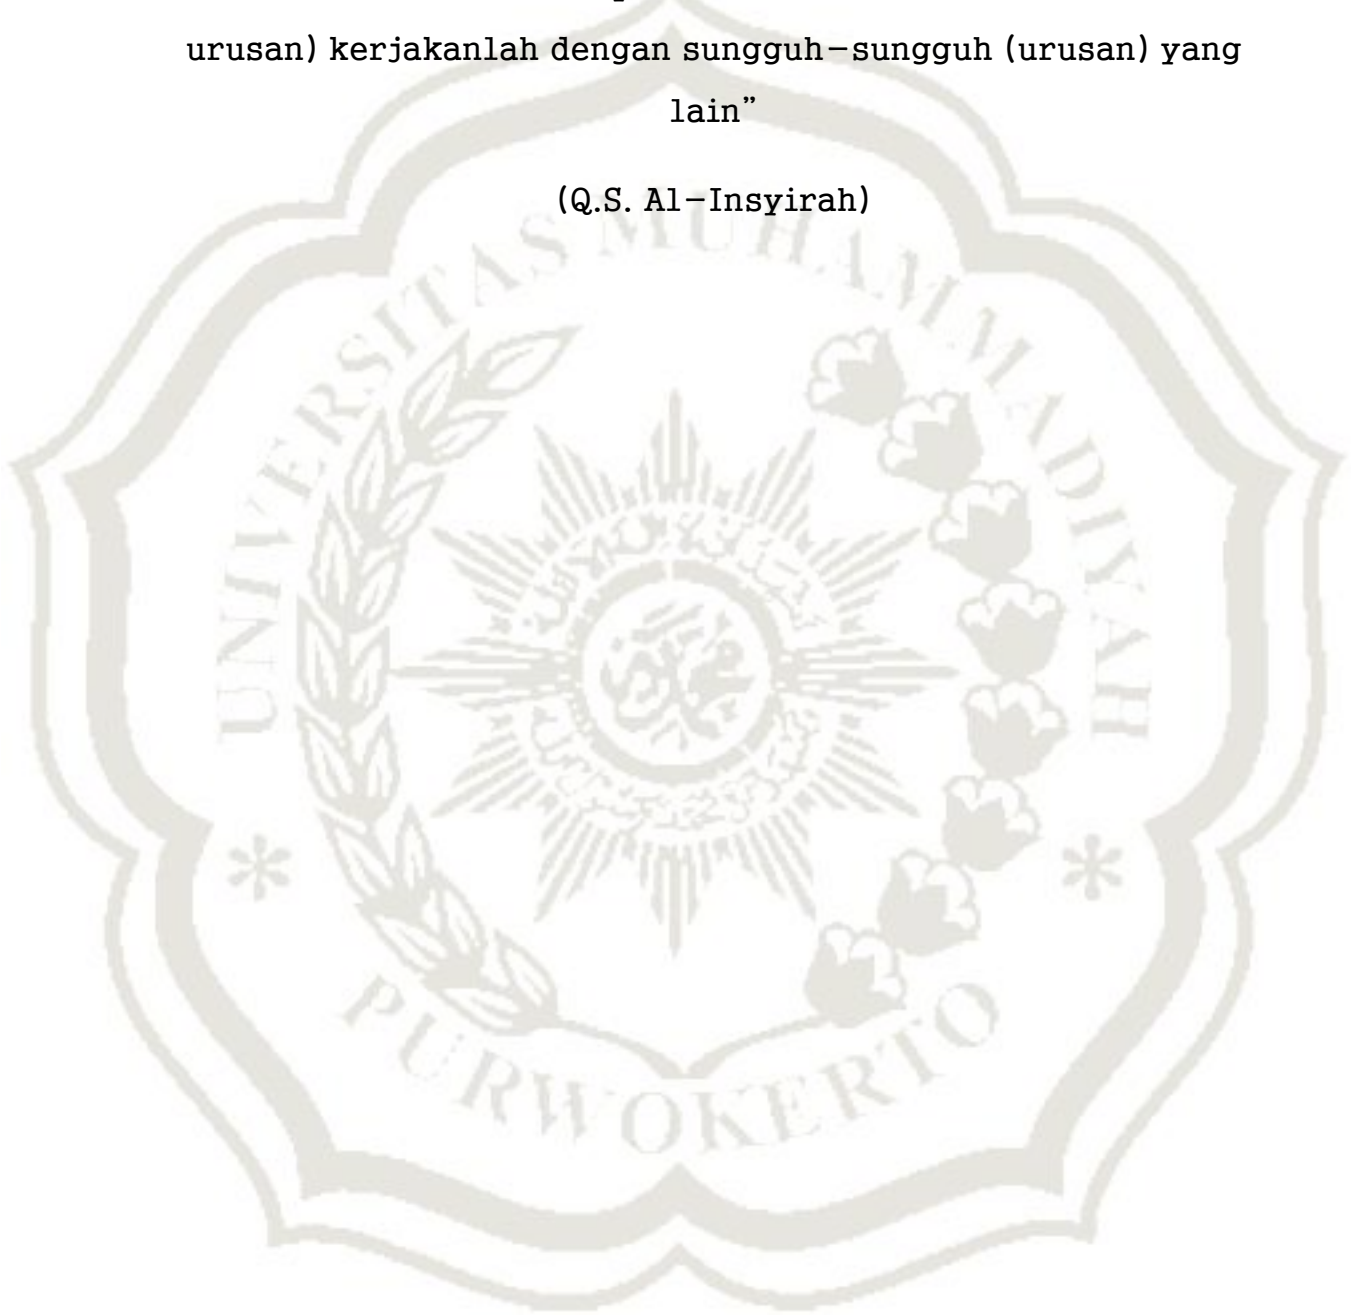 urusan) kerjakanlah dengan sungguh-sungguh (urusan) yang
lain”
(Q.S. Al-Insyirah)
UNIVERSITAS MUHAMMADIYAH
PURWOKERTO